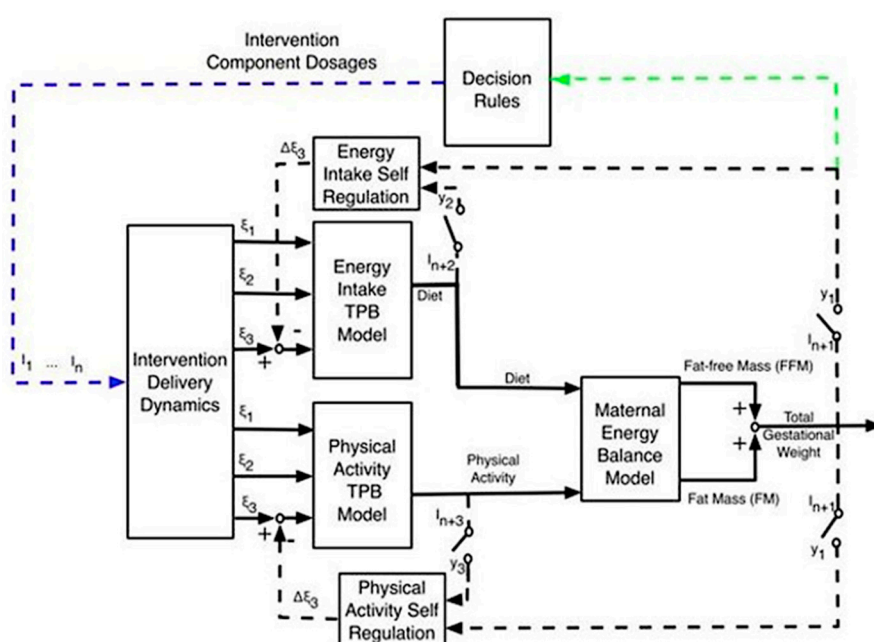 Intervention
Component Dosages
Decision
Rules
Δξ3
Energy
Intake Self
Regulation
y2
In+2
ξ1
ξ2
ξ3
+
-
Energy
Intake
TPB
Model
Diet
y1
In+1
I1 ... In
Intervention
Delivery
Dynamics
Diet
Fat-free Mass (FFM)
Maternal
Energy
Balance
Model
+
+
Total
Gestational
Weight
Fat Mass (FM)
ξ1
ξ2
ξ3
+
-
Physical
Activity
TPB
Model
Physical
Activity
In+3
y3
In+1
y1
Δξ3
Physical
Activity Self
Regulation